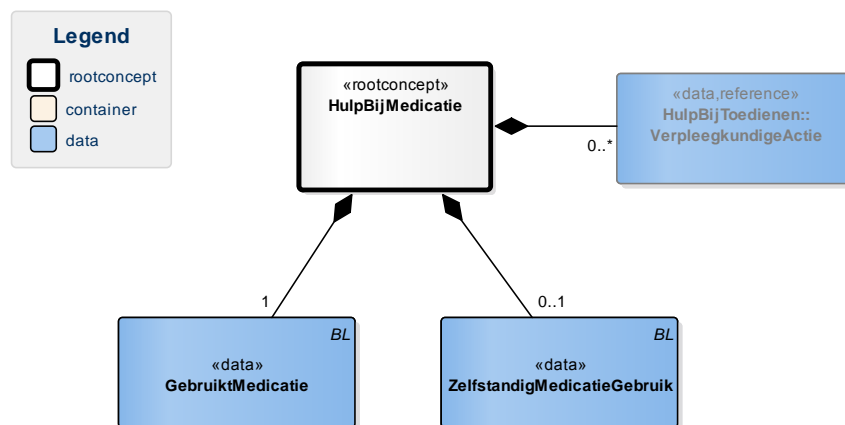 Legend
rootconcept
container
data
«rootconcept»
HulpBijMedicatie
«data,reference»
HulpBijToedienen::
VerpleegkundigeActie
0..*
1
0..1
BL
«data»
GebruiktMedicatie
BL
«data»
ZelfstandigMedicatieGebruik